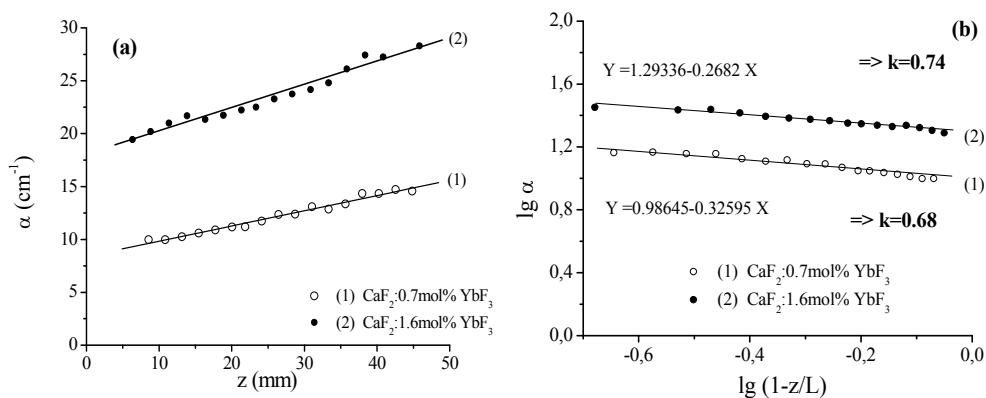 (a)
30
25
20
15
10
5
0
α (cm⁻¹)
(2)
(1)
(1) CaF₂:0.7mol% YbF₃
(2) CaF₂:1.6mol% YbF₃
0 10 20 30 40 50
z (mm)
(b)
2,0
1,6
1,2
0,8
0,4
0,0
lg α
=> k=0.74
Y =1.29336-0.2682 X
(2)
(1)
Y=0.98645-0.32595 X
=> k=0.68
(1) CaF₂:0.7mol% YbF₃
(2) CaF₂:1.6mol% YbF₃
-0,6 -0,4 -0,2 0,0
lg (1-z/L)